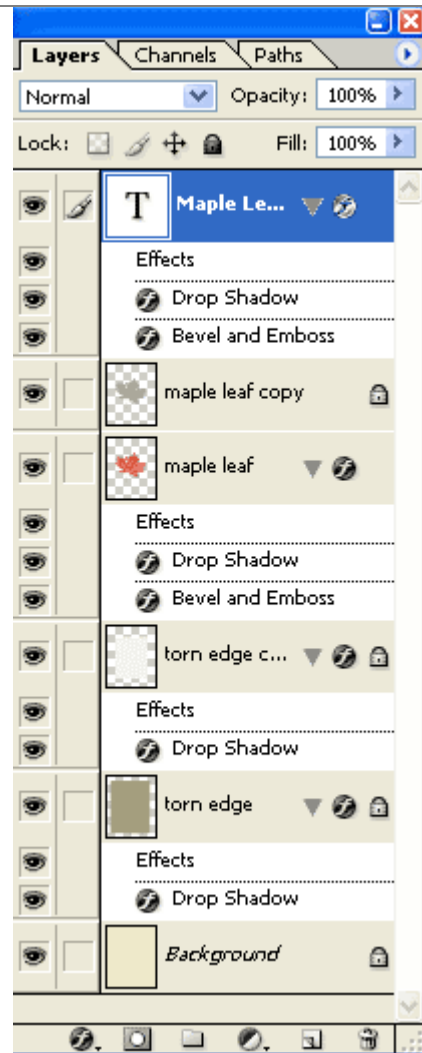 Layers Channels Paths
Normal Opacity: 100%
Lock: Fill: 100%
T Maple Le...
Effects
Drop Shadow
Bevel and Emboss
maple leaf copy
maple leaf
Effects
Drop Shadow
Bevel and Emboss
torn edge c...
Effects
Drop Shadow
torn edge
Effects
Drop Shadow
Background